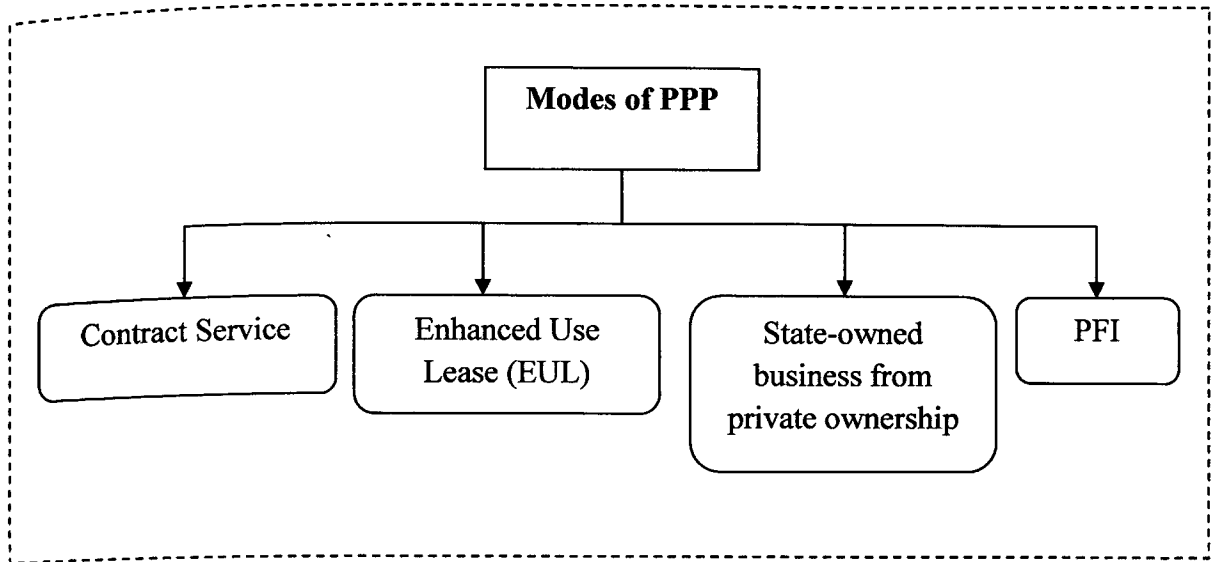 Modes of PPP
Contract Service
Enhanced Use
Lease (EUL)
State-owned
business from
private ownership
PFI